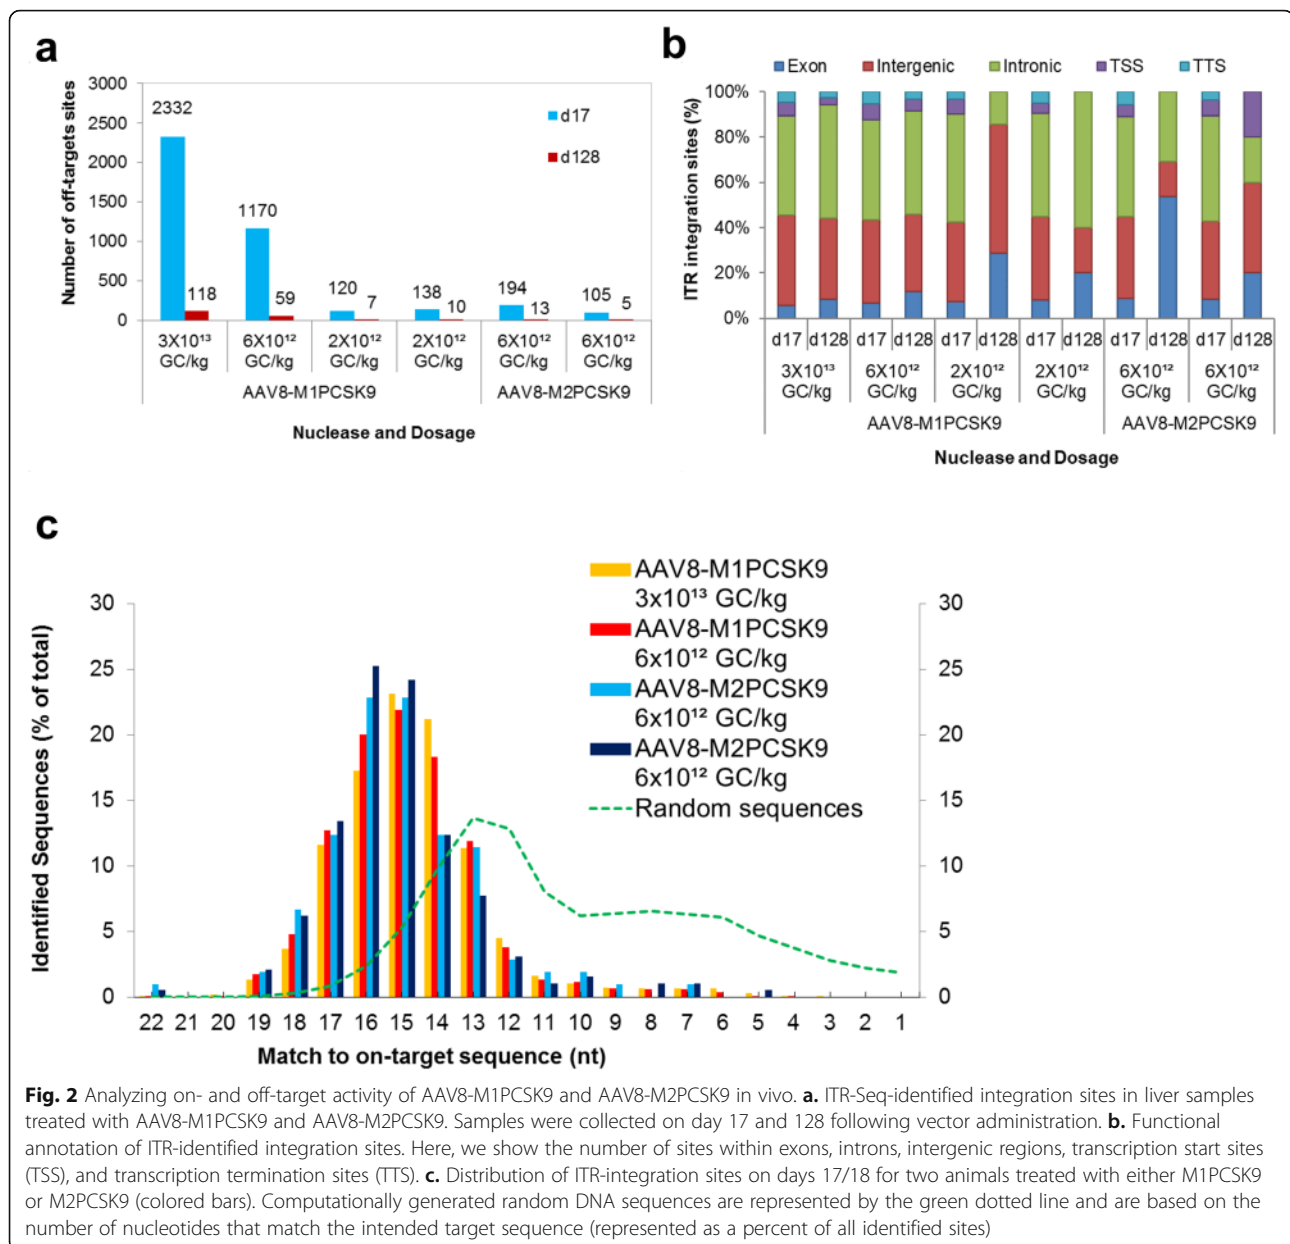 a
3000
2500
2000
1500
1000
500
0
Number of off-targets sites
2332
118
1170
59
120
7
138
10
194
13
105
5
d17
d128
3X10¹³ 6X10¹² 2X10¹² 2X10¹² 6X10¹² 6X10¹²
GC/kg GC/kg GC/kg GC/kg GC/kg GC/kg
AAV8-M1PCSK9 AAV8-M2PCSK9
Nuclease and Dosage
b
Exon Intergenic Intronic TSS TTS
100%
80%
60%
40%
20%
0%
ITR integration sites (%)
d17 d128 d17 d128 d17 d128 d17 d128 d17 d128 d17 d128
3X10¹³ 6X10¹² 2X10¹² 2X10¹² 6X10¹² 6X10¹²
GC/kg GC/kg GC/kg GC/kg GC/kg GC/kg
AAV8-M1PCSK9 AAV8-M2PCSK9
Nuclease and Dosage
c
AAV8-M1PCSK9
3x10¹³ GC/kg
AAV8-M1PCSK9
6x10¹² GC/kg
AAV8-M2PCSK9
6x10¹² GC/kg
AAV8-M2PCSK9
6x10¹² GC/kg
Random sequences
Identified Sequences (% of total)
30 30
25 25
20 20
15 15
10 10
5 5
0 0
22 21 20 19 18 17 16 15 14 13 12 11 10 9 8 7 6 5 4 3 2 1
Match to on-target sequence (nt)
Fig. 2 Analyzing on- and off-target activity of AAV8-M1PCSK9 and AAV8-M2PCSK9 in vivo. a. ITR-Seq-identified integration sites in liver samples
treated with AAV8-M1PCSK9 and AAV8-M2PCSK9. Samples were collected on day 17 and 128 following vector administration. b. Functional
annotation of ITR-identified integration sites. Here, we show the number of sites within exons, introns, intergenic regions, transcription start sites
(TSS), and transcription termination sites (TTS). c. Distribution of ITR-integration sites on days 17/18 for two animals treated with either M1PCSK9
or M2PCSK9 (colored bars). Computationally generated random DNA sequences are represented by the green dotted line and are based on the
number of nucleotides that match the intended target sequence (represented as a percent of all identified sites)